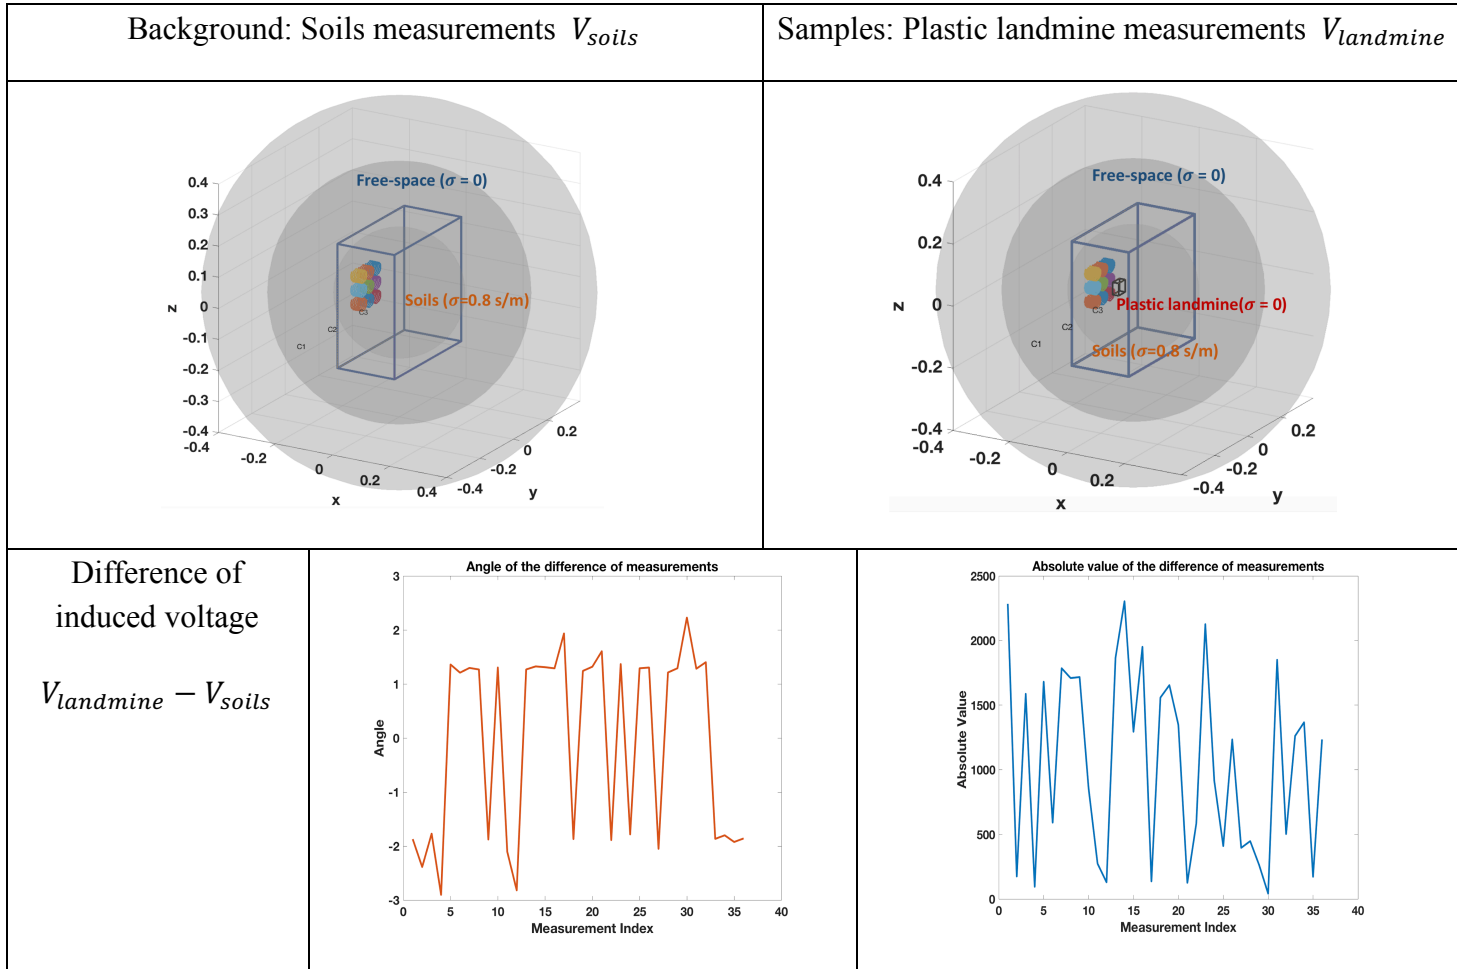 Background: Soils measurements V_soils
Samples: Plastic landmine measurements V_landmine
Free-space (σ = 0)
0.4
0.3
0.2
0.1
0
-0.1
-0.2
-0.3
-0.4
z
Soils (σ=0.8 s/m)
C3
C2
C1
-0.4
-0.2
0
0.2
0.4
x
-0.4
-0.2
0
0.2
y
Free-space (σ = 0)
0.4
0.2
0
-0.2
-0.4
z
Plastic landmine(σ = 0)
C3
C2
C1
Soils (σ=0.8 s/m)
-0.4
-0.2
0
0.2
x
-0.4
-0.2
0
0.2
y
Difference of
induced voltage
V_landmine − V_soils
Angle of the difference of measurements
3
2
1
0
-1
-2
-3
Angle
0 5 10 15 20 25 30 35 40
Measurement Index
Absolute value of the difference of measurements
2500
2000
1500
1000
500
0
Absolute Value
0 5 10 15 20 25 30 35 40
Measurement Index